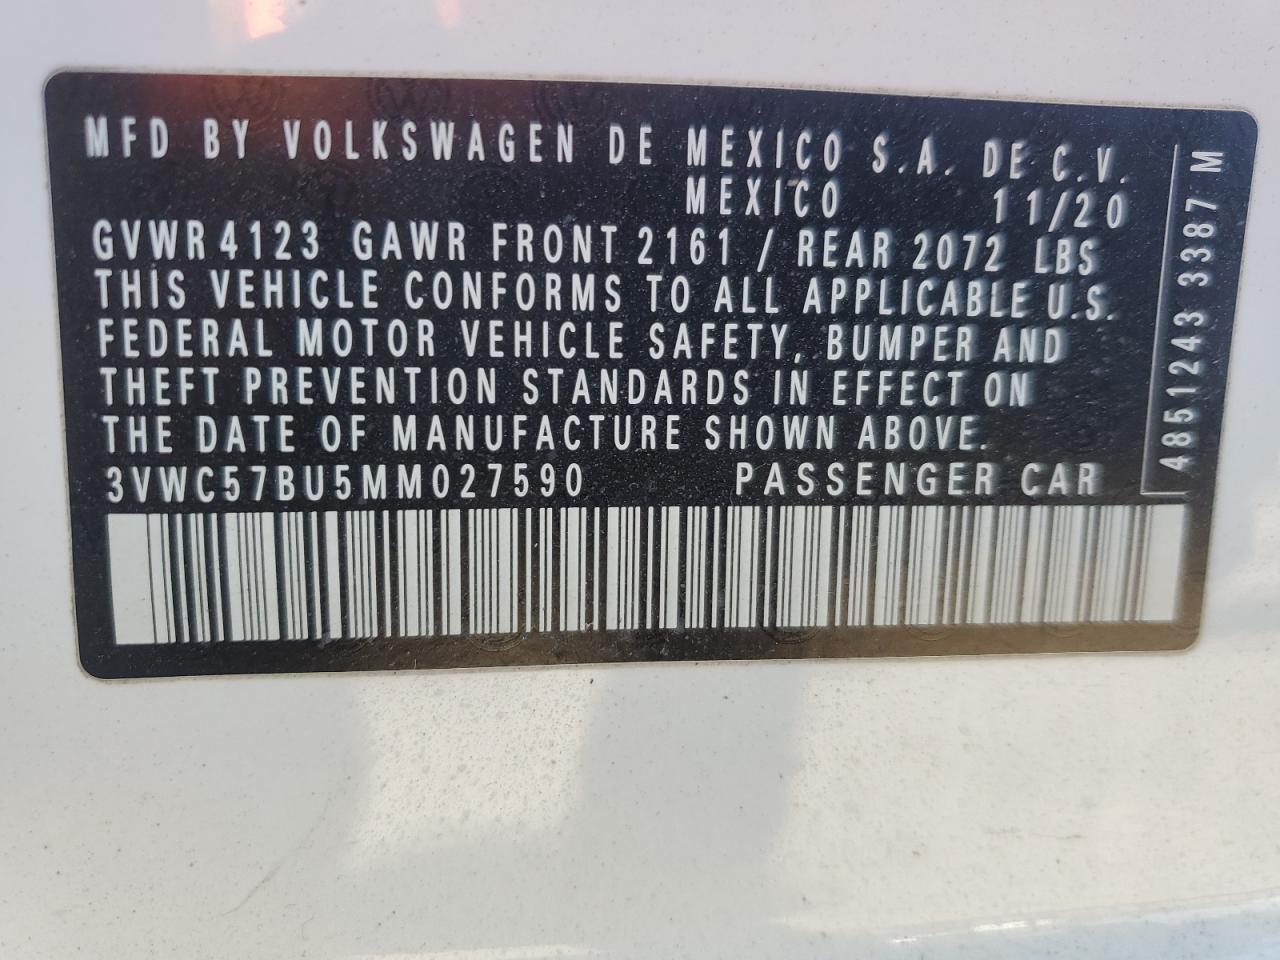 MFD BY VOLKSWAGEN DE MEXICO S.A. DE C.V.
MEXICO 11/20
GVWR 4123 GAWR FRONT 2161 / REAR 2072 LBS
THIS VEHICLE CONFORMS TO ALL APPLICABLE U.S.
FEDERAL MOTOR VEHICLE SAFETY, BUMPER AND
THEFT PREVENTION STANDARDS IN EFFECT ON
THE DATE OF MANUFACTURE SHOWN ABOVE.
3VWC57BU5MM027590 PASSENGER CAR
4851243 3387 M